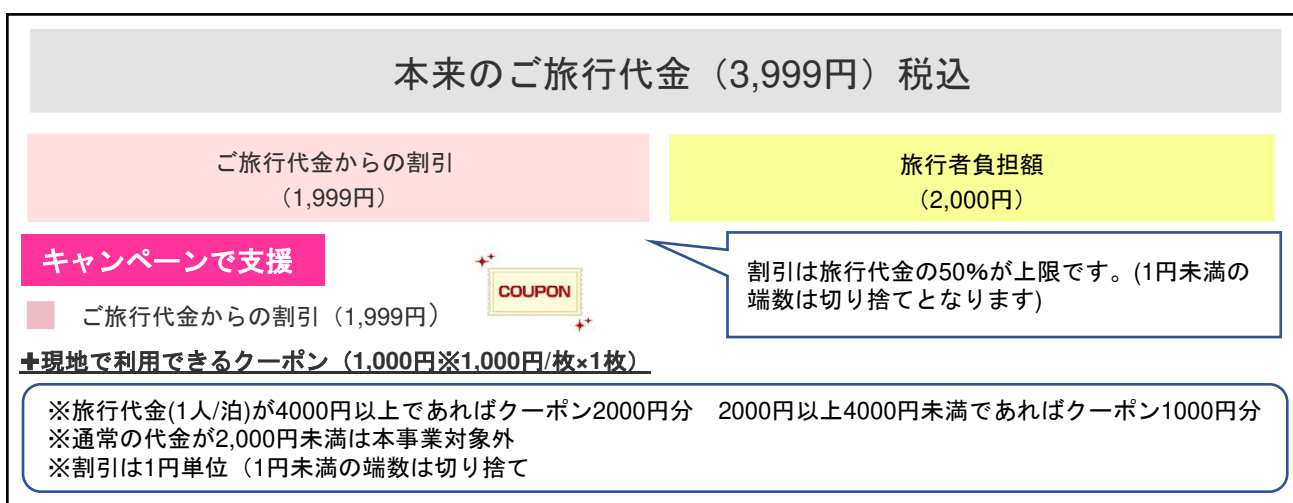 本来のご旅行代金（3,999円）税込
ご旅行代金からの割引
（1,999円）
旅行者負担額
（2,000円）
キャンペーンで支援
COUPON
割引は旅行代金の50%が上限です。(1円未満の
端数は切り捨てとなります)
ご旅行代金からの割引（1,999円）
+現地で利用できるクーポン（1,000円※1,000円/枚×1枚）
※旅行代金(1人/泊)が4000円以上であればクーポン2000円分　2000円以上4000円未満であればクーポン1000円分
※通常の代金が2,000円未満は本事業対象外
※割引は1円単位（1円未満の端数は切り捨て